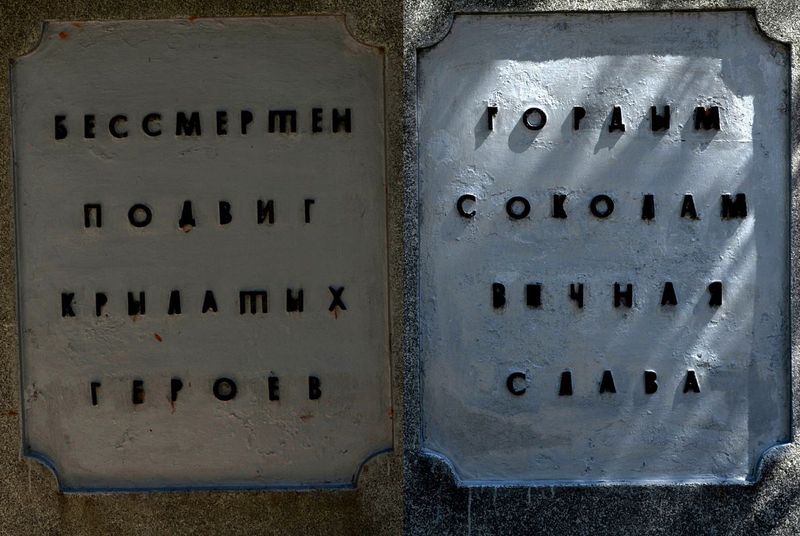 БЕССМЕРТЕН
ПОДВИГ
КРЫЛАТЫХ
ГЕРОЕВ
ГОРДЫМ
СОКОЛАМ
ВЕЧНАЯ
СЛАВА